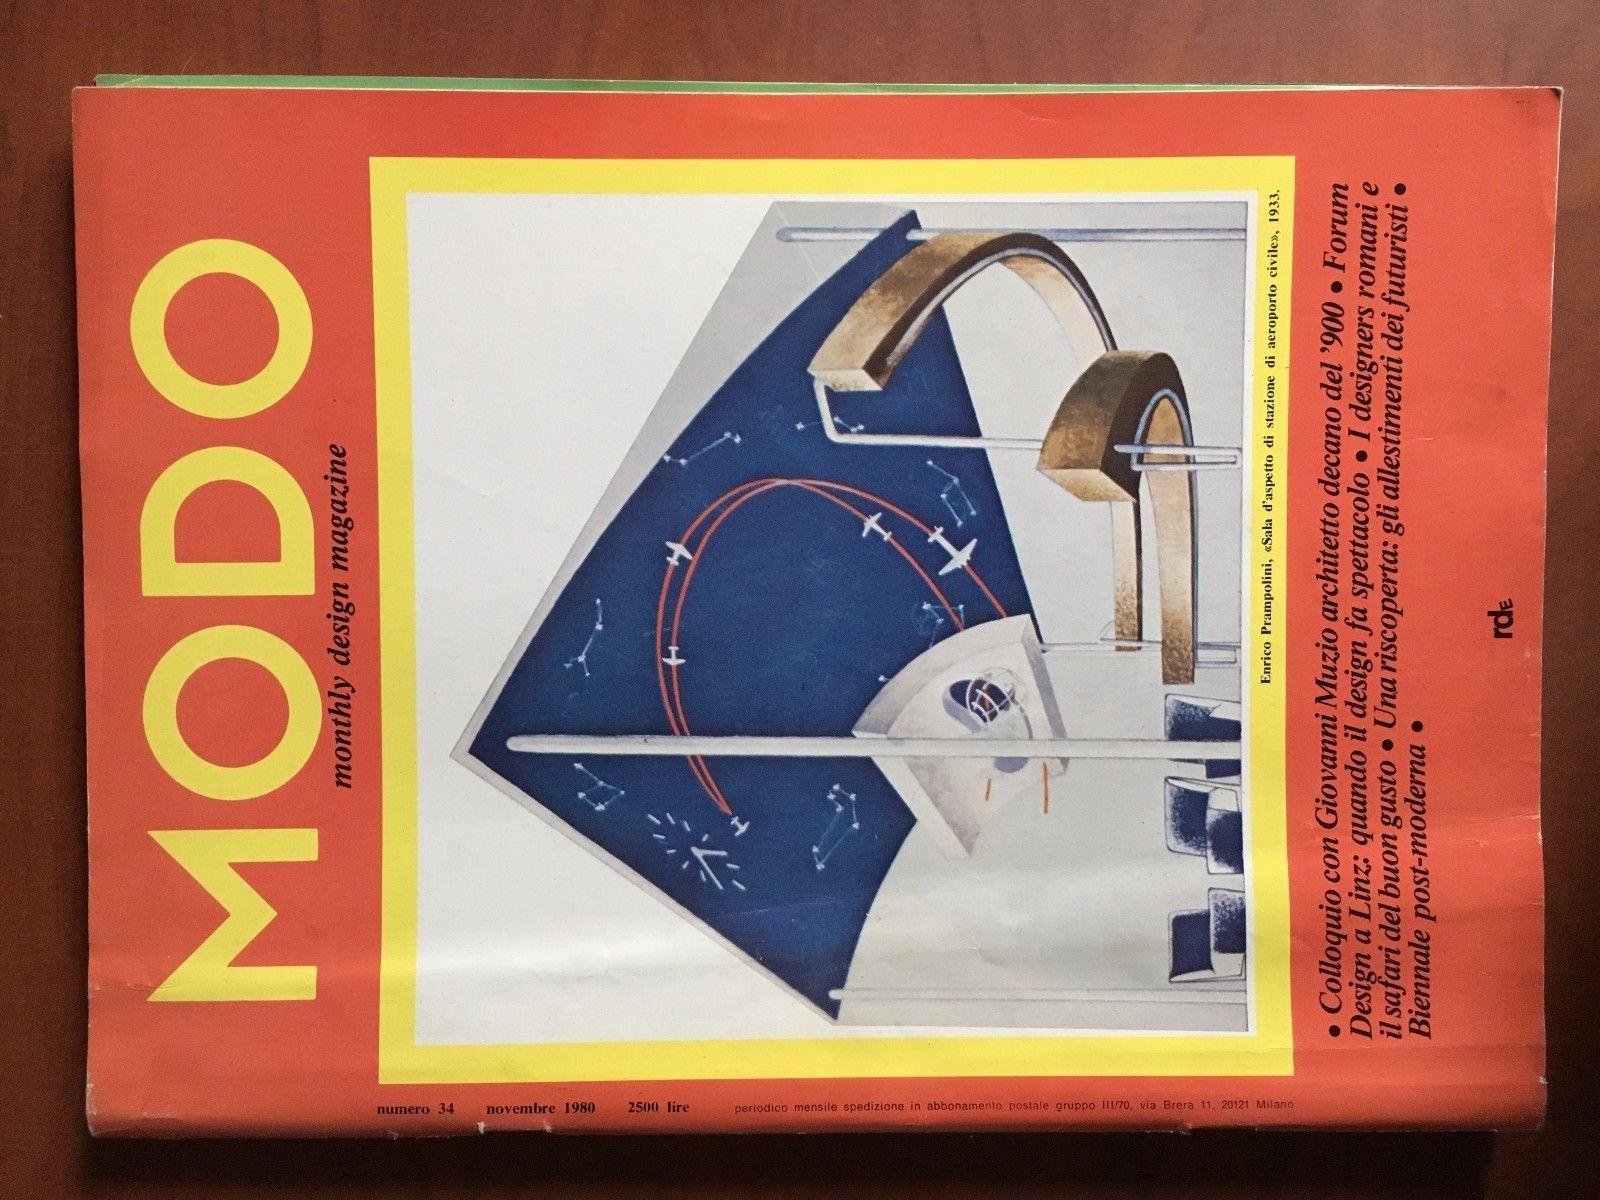 MODO
monthly design magazine
Enrico Prampolini, «Sala d'aspetto di stazione di aeroporto civile», 1933.
• Colloquio con Giovanni Muzio architetto decano del '900 • Forum
Design a Linz: quando il design fa spettacolo • I designers romani e
il safari del buon gusto • Una riscoperta: gli allestimenti dei futuristi •
Biennale post-moderna •
rdE
numero 34 novembre 1980 2500 lire periodico mensile spedizione in abbonamento postale gruppo III/70, via Brera 11, 20121 Milano